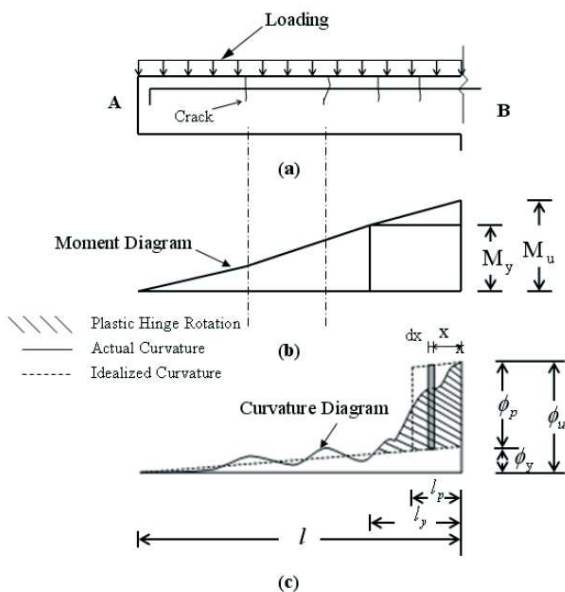 Loading
A
B
Crack
(a)
Moment Diagram
M_y
M_u
Plastic Hinge Rotation
Actual Curvature
Idealized Curvature
(b)
dx
x
Curvature Diagram
ϕ_p
ϕ_u
ϕ_y
l_p
l_y
l
(c)